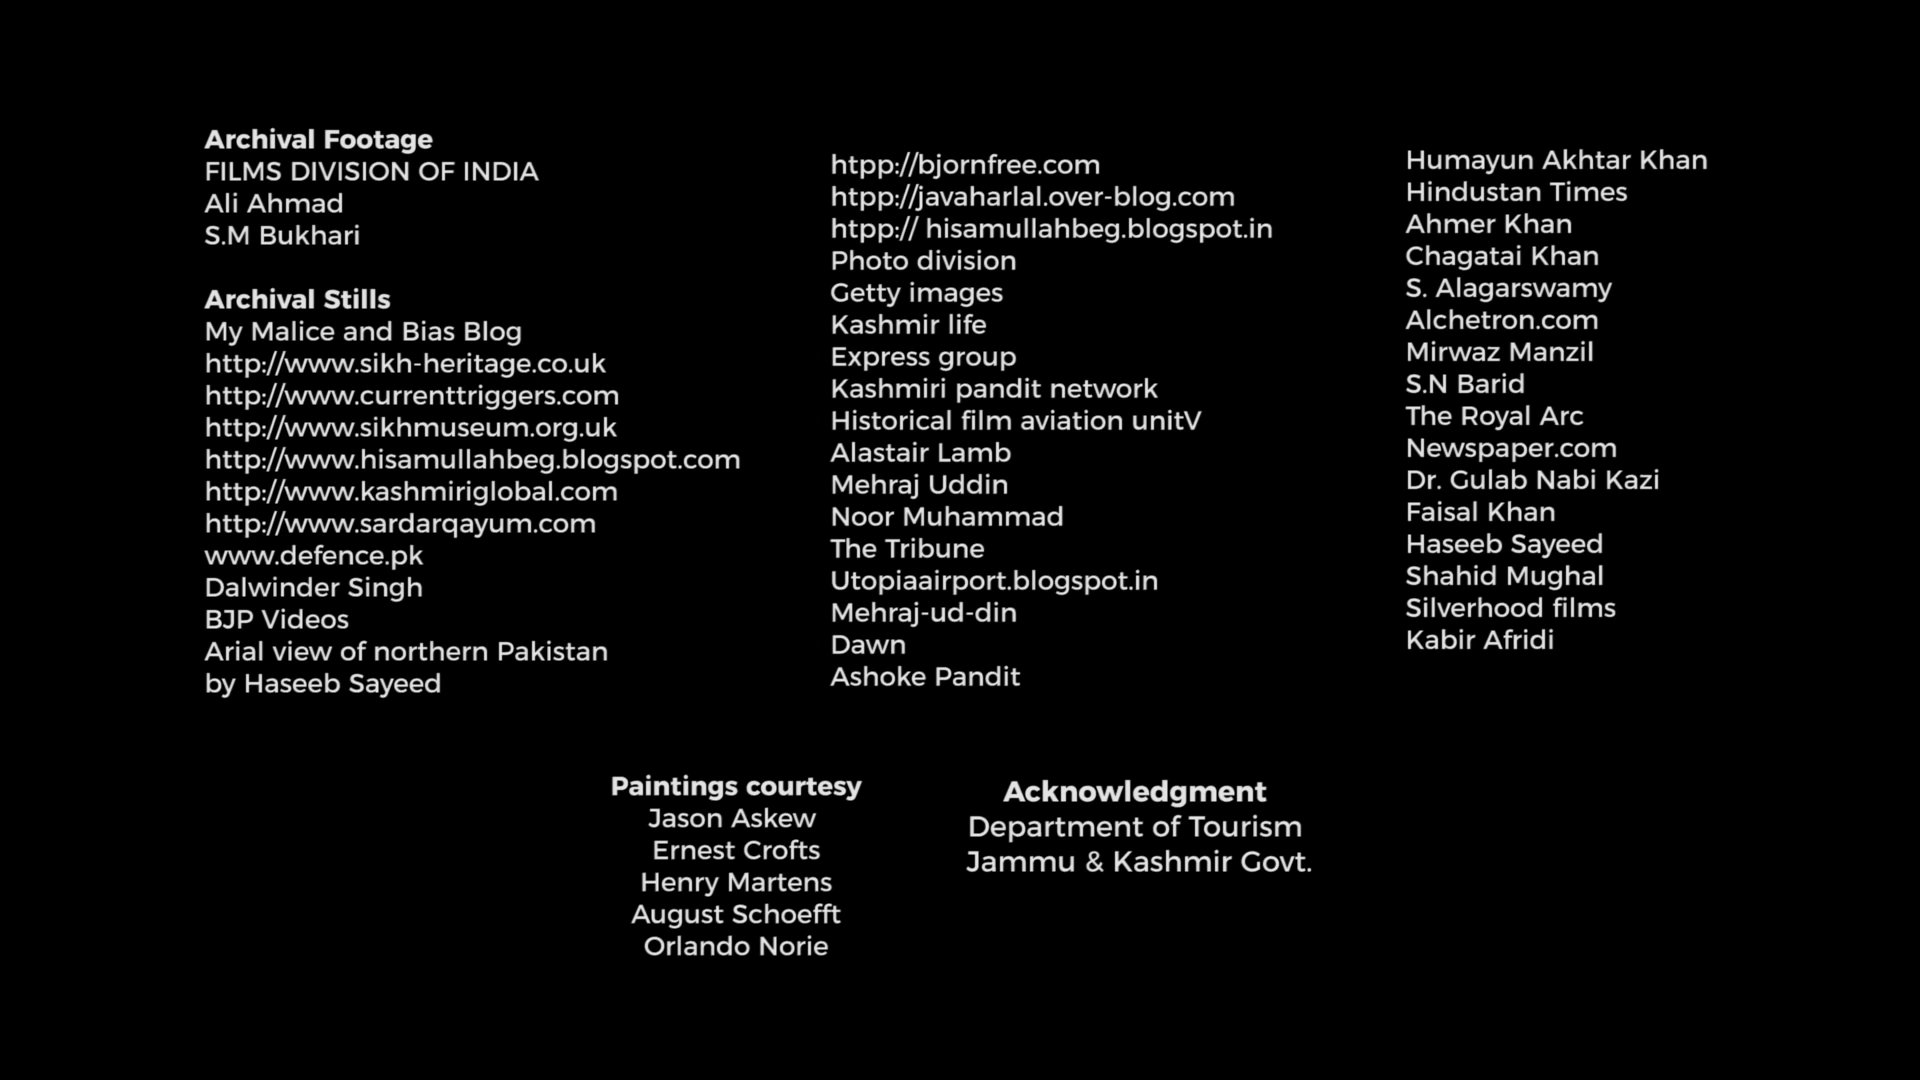 Archival Footage
FILMS DIVISION OF INDIA
Ali Ahmad
S.M Bukhari
Archival Stills
My Malice and Bias Blog
http://www.sikh-heritage.co.uk
http://www.currenttriggers.com
http://www.sikhmuseum.org.uk
http://www.hisamullahbeg.blogspot.com
http://www.kashmiriglobal.com
http://www.sardarqayum.com
www.defence.pk
Dalwinder Singh
BJP Videos
Arial view of northern Pakistan
by Haseeb Sayeed
htpp://bjornfree.com
htpp://javaharlal.over-blog.com
htpp:// hisamullahbeg.blogspot.in
Photo division
Getty images
Kashmir life
Express group
Kashmiri pandit network
Historical film aviation unitV
Alastair Lamb
Mehraj Uddin
Noor Muhammad
The Tribune
Utopiaairport.blogspot.in
Mehraj-ud-din
Dawn
Ashoke Pandit
Humayun Akhtar Khan
Hindustan Times
Ahmer Khan
Chagatai Khan
S. Alagarswamy
Alchetron.com
Mirwaz Manzil
S.N Barid
The Royal Arc
Newspaper.com
Dr. Gulab Nabi Kazi
Faisal Khan
Haseeb Sayeed
Shahid Mughal
Silverhood films
Kabir Afridi
Paintings courtesy
Jason Askew
Ernest Crofts
Henry Martens
August Schoefft
Orlando Norie
Acknowledgment
Department of Tourism
Jammu & Kashmir Govt.